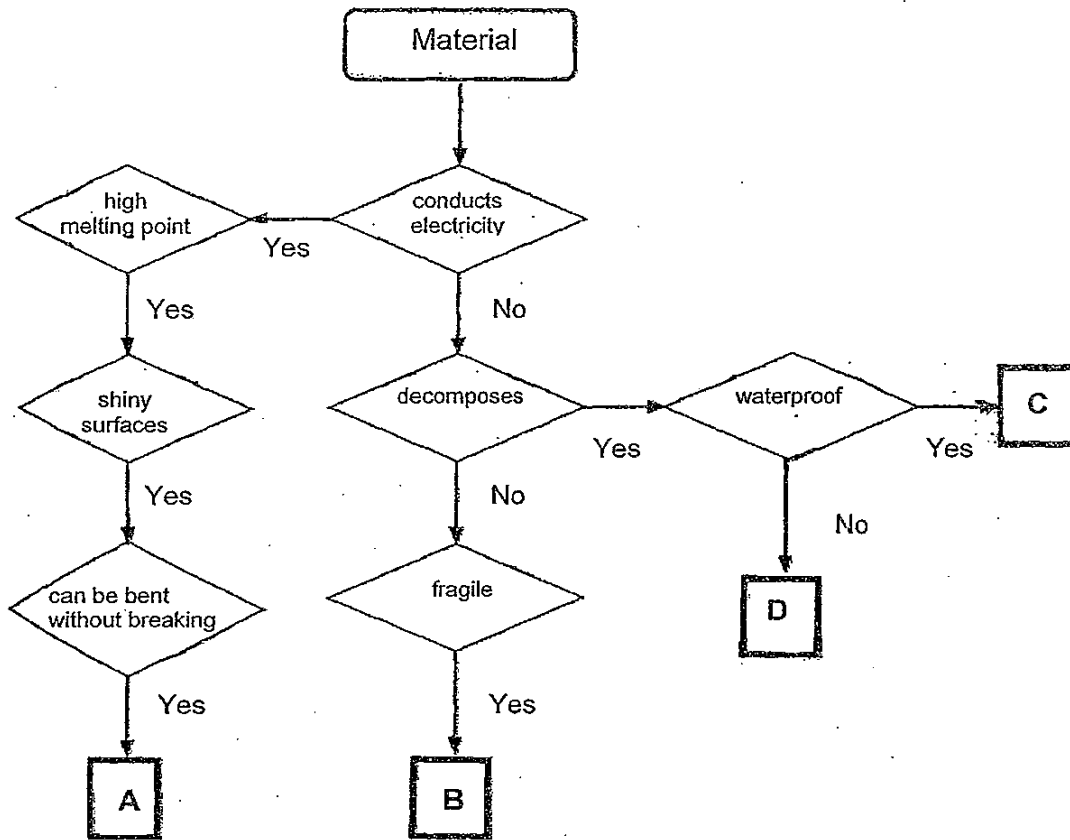 Material
high
melting point
conducts
electricity
Yes
Yes
No
shiny
surfaces
decomposes
waterproof
C
Yes
Yes
Yes
No
No
can be bent
without breaking
fragile
D
Yes
Yes
A
B